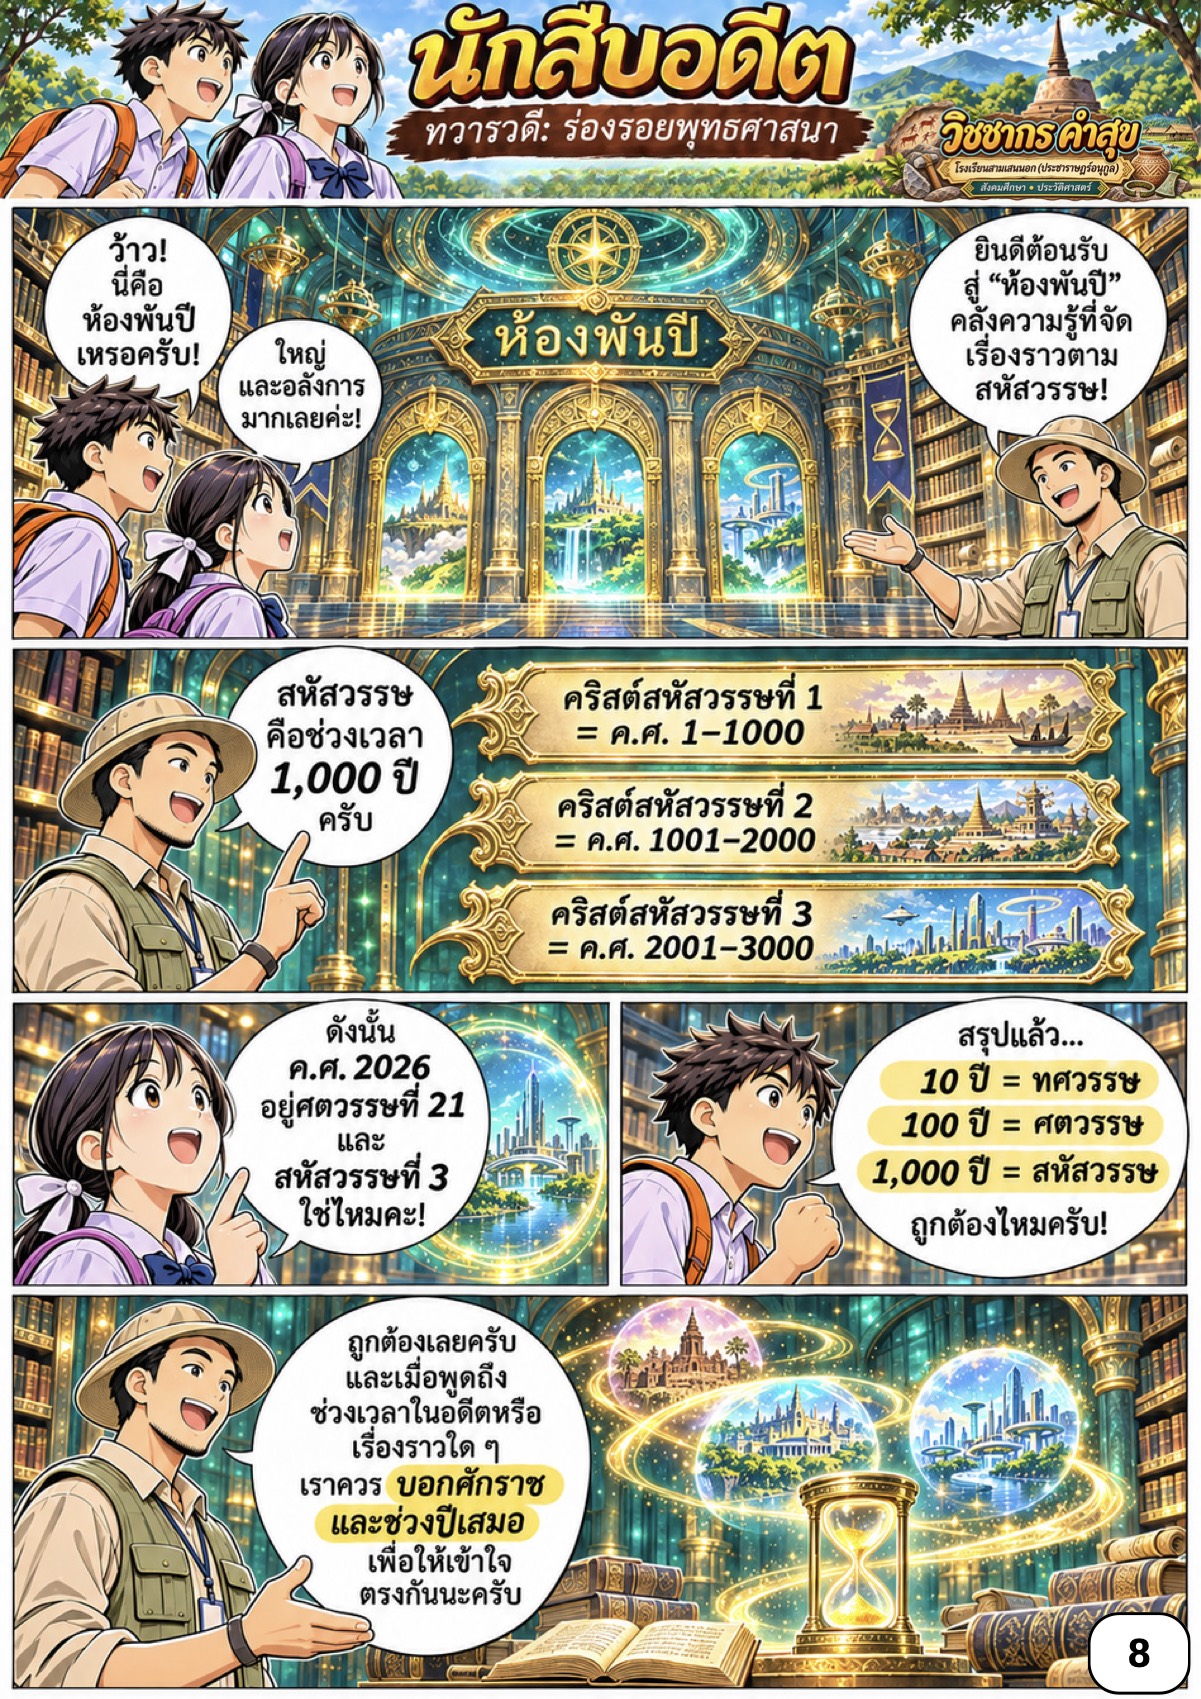 นักสืบอดีต
ทวารวดี: ร่องรอยพุทธศาสนา
วิชชากร คำสุข
โรงเรียนสามเสนนอก (ประชาราษฎร์อนุกูล)
สังคมศึกษา • ประวัติศาสตร์
ว้าว!
นี่คือ
ห้องพันปี
เหรอครับ!
ใหญ่
และอลังการ
มากเลยค่ะ!
ห้องพันปี
ยินดีต้อนรับ
สู่ “ห้องพันปี”
คลังความรู้ที่จัด
เรื่องราวตาม
สหัสวรรษ!
สหัสวรรษ
คือช่วงเวลา
1,000 ปี
ครับ
คริสต์สหัสวรรษที่ 1
= ค.ศ. 1–1000
คริสต์สหัสวรรษที่ 2
= ค.ศ. 1001–2000
คริสต์สหัสวรรษที่ 3
= ค.ศ. 2001–3000
ดังนั้น
ค.ศ. 2026
อยู่ศตวรรษที่ 21
และ
สหัสวรรษที่ 3
ใช่ไหมคะ!
สรุปแล้ว...
10 ปี = ทศวรรษ
100 ปี = ศตวรรษ
1,000 ปี = สหัสวรรษ
ถูกต้องไหมครับ!
ถูกต้องเลยครับ
และเมื่อพูดถึง
ช่วงเวลาในอดีตหรือ
เรื่องราวใด ๆ
เราควร บอกศักราช
และช่วงปีเสมอ
เพื่อให้เข้าใจ
ตรงกันนะครับ
8